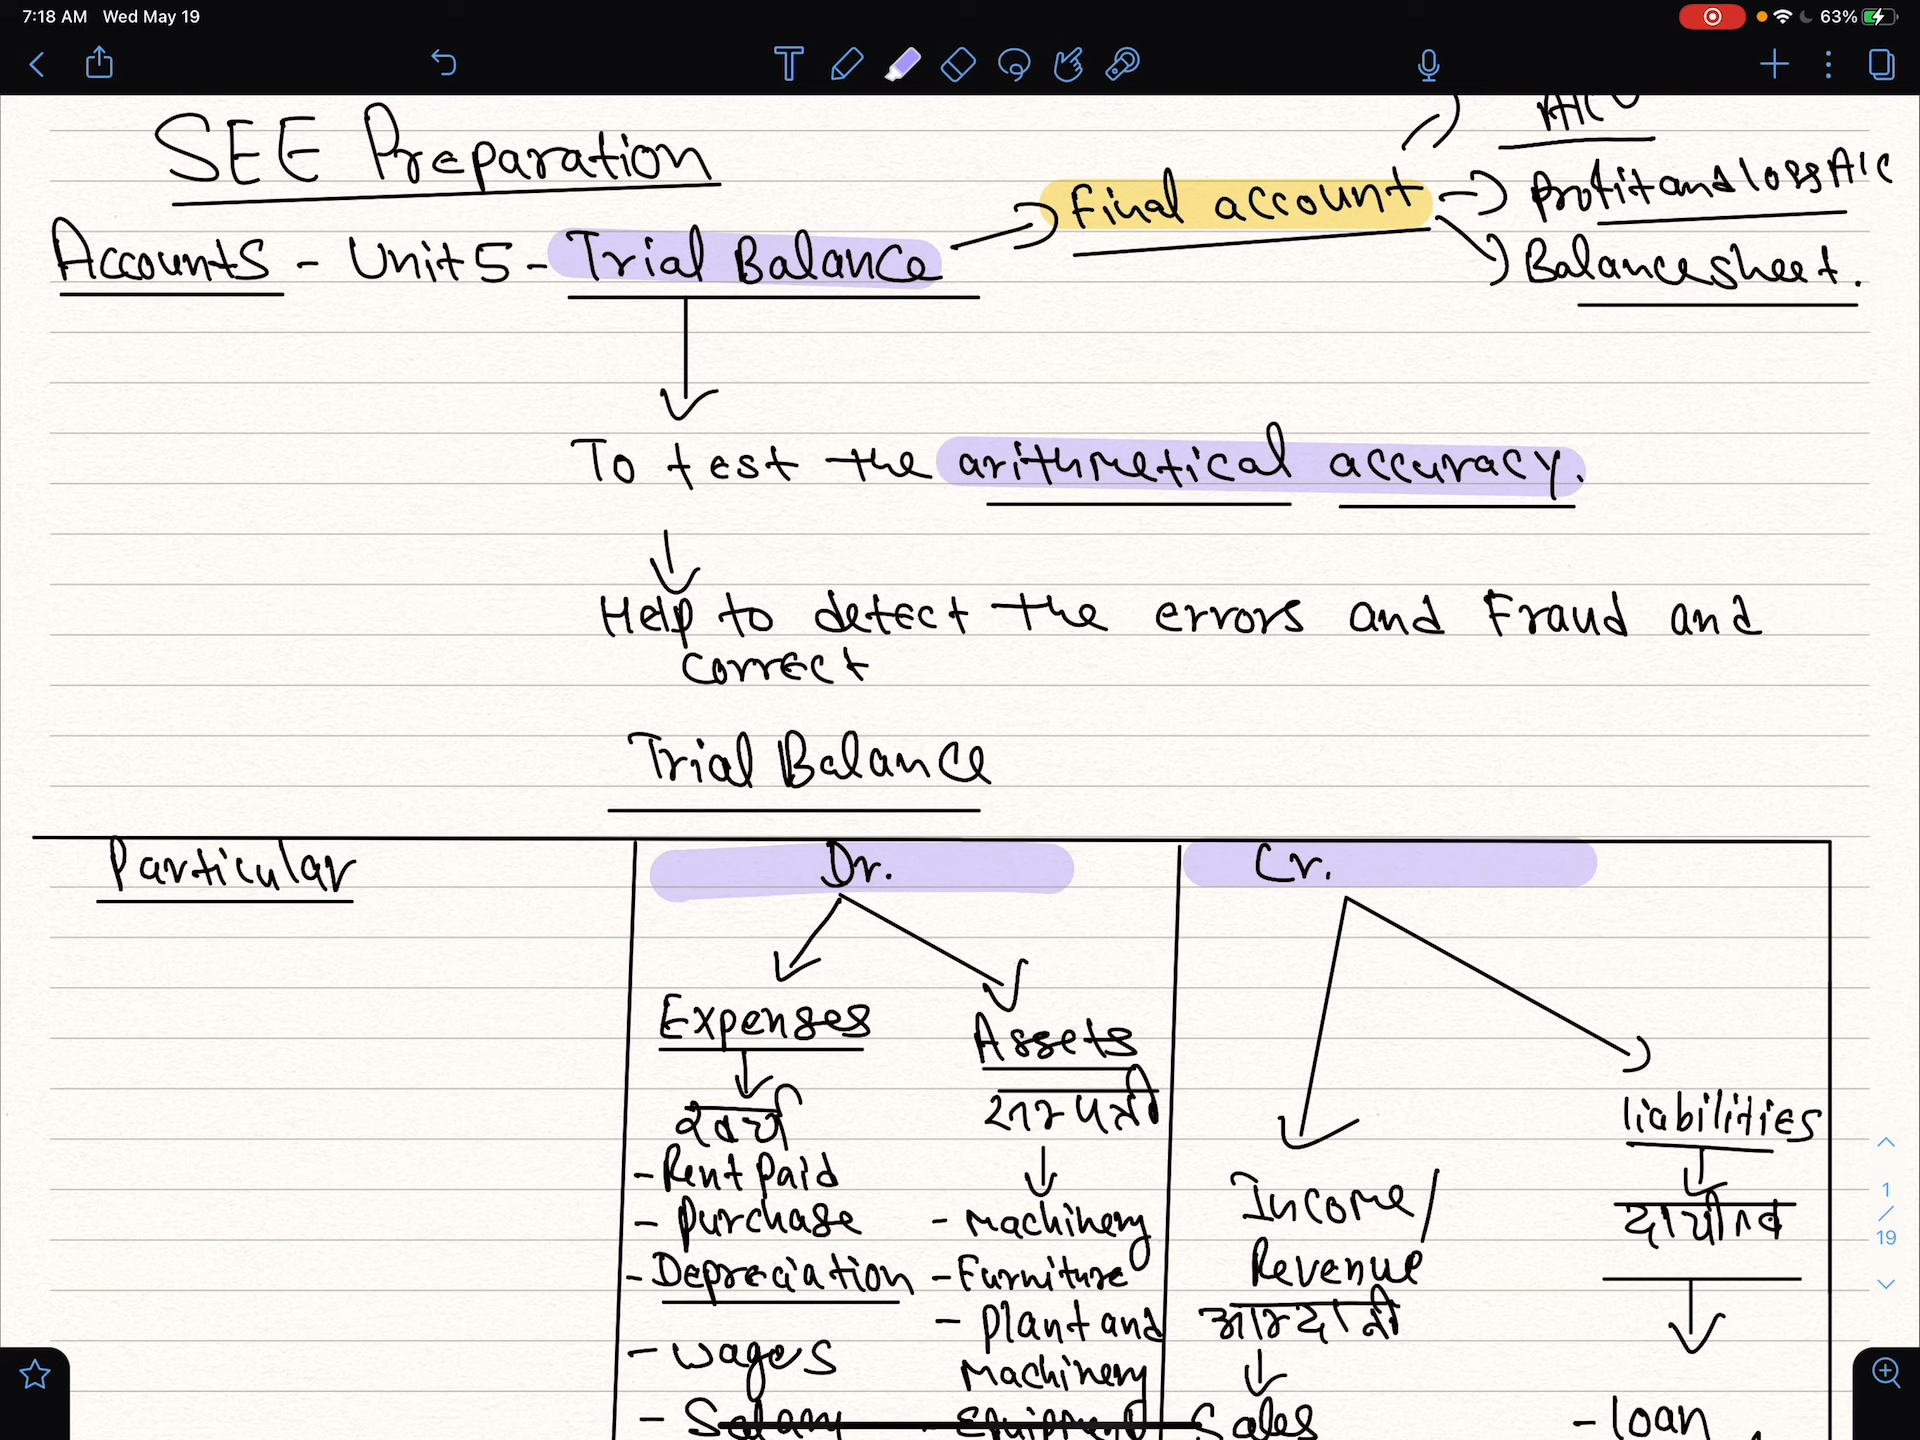 7:18 AM Wed May 19
63%
SEE Preparation
A/C
Final account
Profit and loss A/C
Accounts - Unit 5 - Trial Balance
Balance sheet.
To test the arithmetical accuracy.
Help to detect the errors and Fraud and
correct
Trial Balance
Particular
Dr.
Cr.
Expenses
Assets
खर्च
सम्पत्ती
liabilities
दायीत्व
- Rent Paid
- Purchase
- Depreciation
- wages
- Salary
- Machinery
- Furniture
- Plant and
Machinery
- Equipment
Income/
Revenue
आम्दानी
Sales
- loan
1
/
19